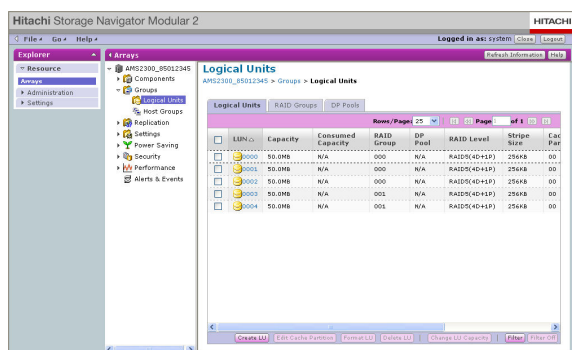 Hitachi Storage Navigator Modular 2
HITACHI
File Go Help
Logged in as: system Close Logout
Explorer
Arrays
Refresh Information Help
Resource
Arrays
Administration
Settings
AMS2300_85012345
Components
Groups
Logical Units
Host Groups
Replication
Settings
Power Saving
Security
Performance
Alerts & Events
Logical Units
AMS2300_85012345 > Groups > Logical Units
Logical Units RAID Groups DP Pools
Rows/Page: 25 Page 1 of 1
LUN Capacity Consumed Capacity RAID Group DP Pool RAID Level Stripe Size Cac Par
0000 50.0MB N/A 000 N/A RAID5(4D+1P) 256KB 00
0001 50.0MB N/A 000 N/A RAID5(4D+1P) 256KB 00
0002 50.0MB N/A 000 N/A RAID5(4D+1P) 256KB 00
0003 50.0MB N/A 001 N/A RAID5(4D+1P) 256KB 00
0004 50.0MB N/A 001 N/A RAID5(4D+1P) 256KB 00
Create LU Edit Cache Partition Format LU Delete LU Change LU Capacity Filter Filter Off